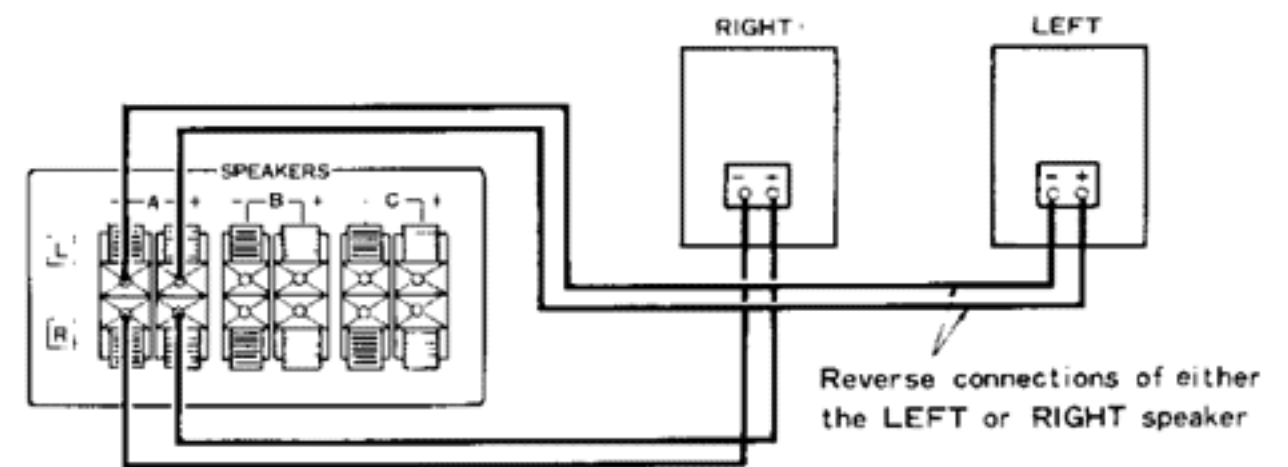 RIGHT
LEFT
SPEAKERS
- A - + - B + - C +
L
R
- +
- +
Reverse connections of either
the LEFT or RIGHT speaker